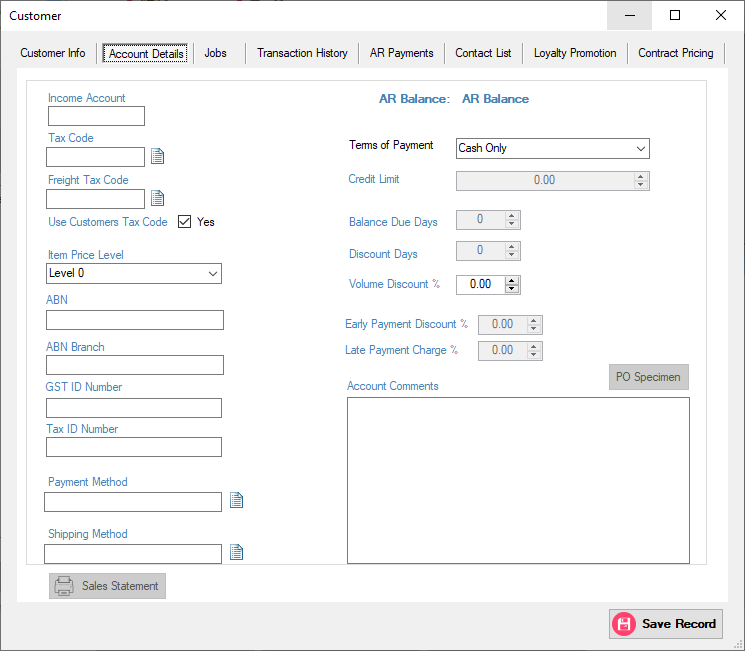 Customer
Customer Info
Account Details
Jobs
Transaction History
AR Payments
Contact List
Loyalty Promotion
Contract Pricing
Income Account
Tax Code
Freight Tax Code
Use Customers Tax Code Yes
Item Price Level
Level 0
ABN
ABN Branch
GST ID Number
Tax ID Number
Payment Method
Shipping Method
Sales Statement
AR Balance: AR Balance
Terms of Payment Cash Only
Credit Limit 0.00
Balance Due Days 0
Discount Days 0
Volume Discount % 0.00
Early Payment Discount % 0.00
Late Payment Charge % 0.00
PO Specimen
Account Comments
Save Record